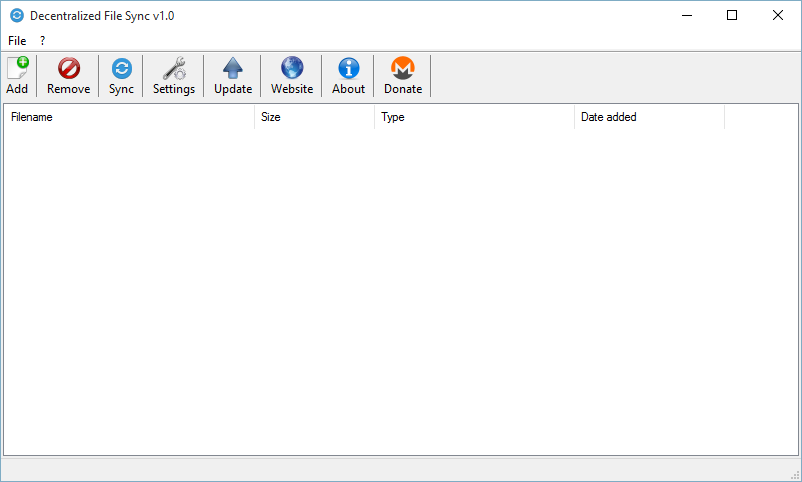 Decentralized File Sync v1.0
File ?
Add Remove Sync Settings Update Website About Donate
Filename Size Type Date added